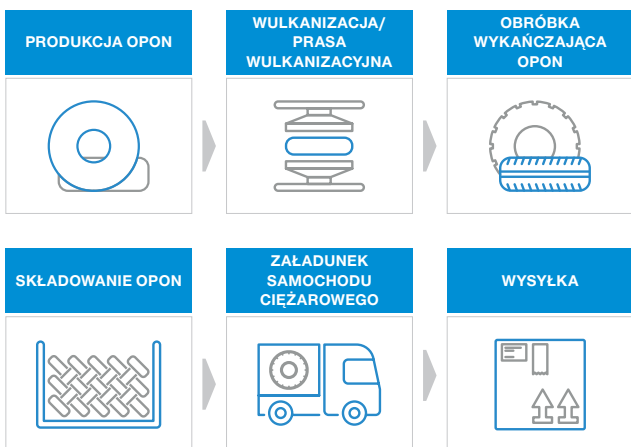 PRODUKCJA OPON
WULKANIZACJA/
PRASA
WULKANIZACYJNA
OBRÓBKA
WYKAŃCZAJĄCA
OPON
SKŁADOWANIE OPON
ZAŁADUNEK
SAMOCHODU
CIĘŻAROWEGO
WYSYŁKA